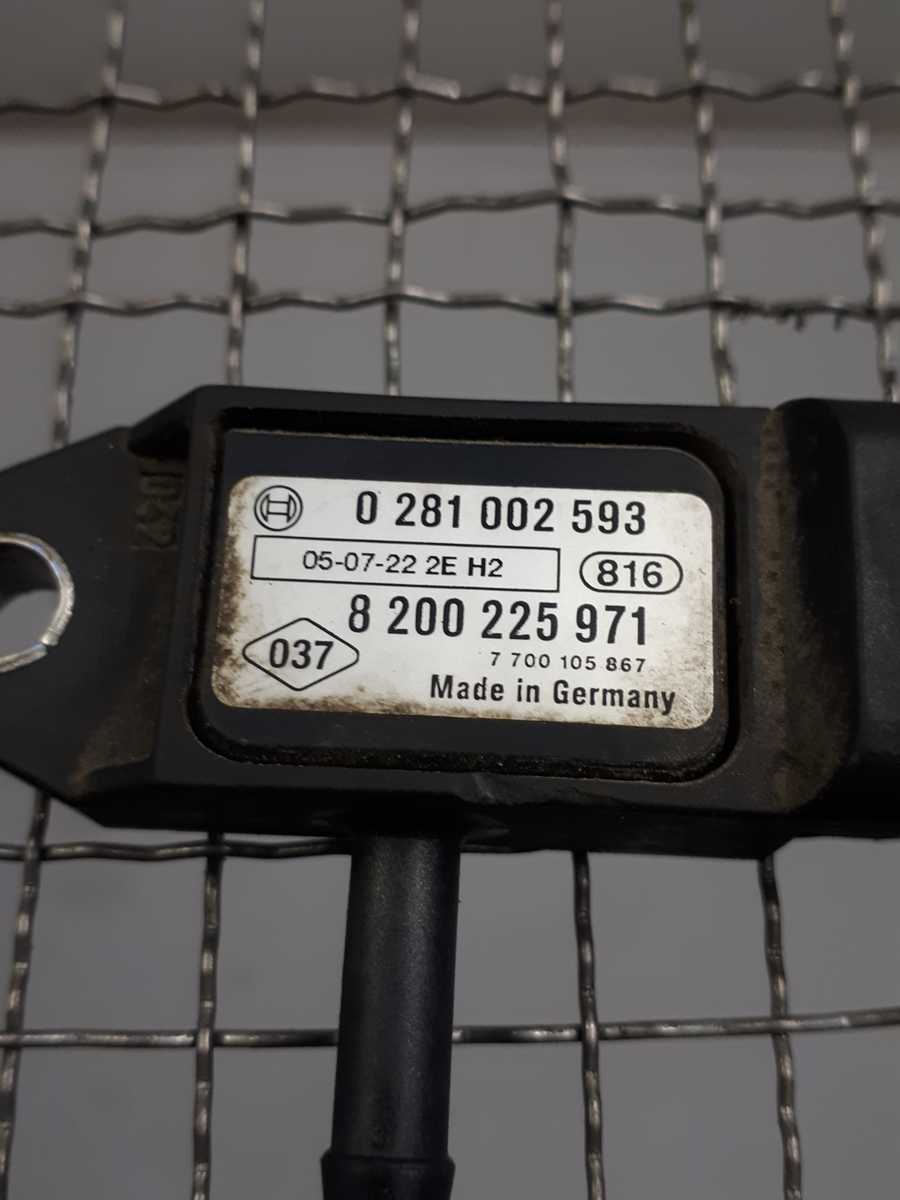 0 281 002 593
05-07-22 2E H2
816
8 200 225 971
037
7 700 105 867
Made in Germany